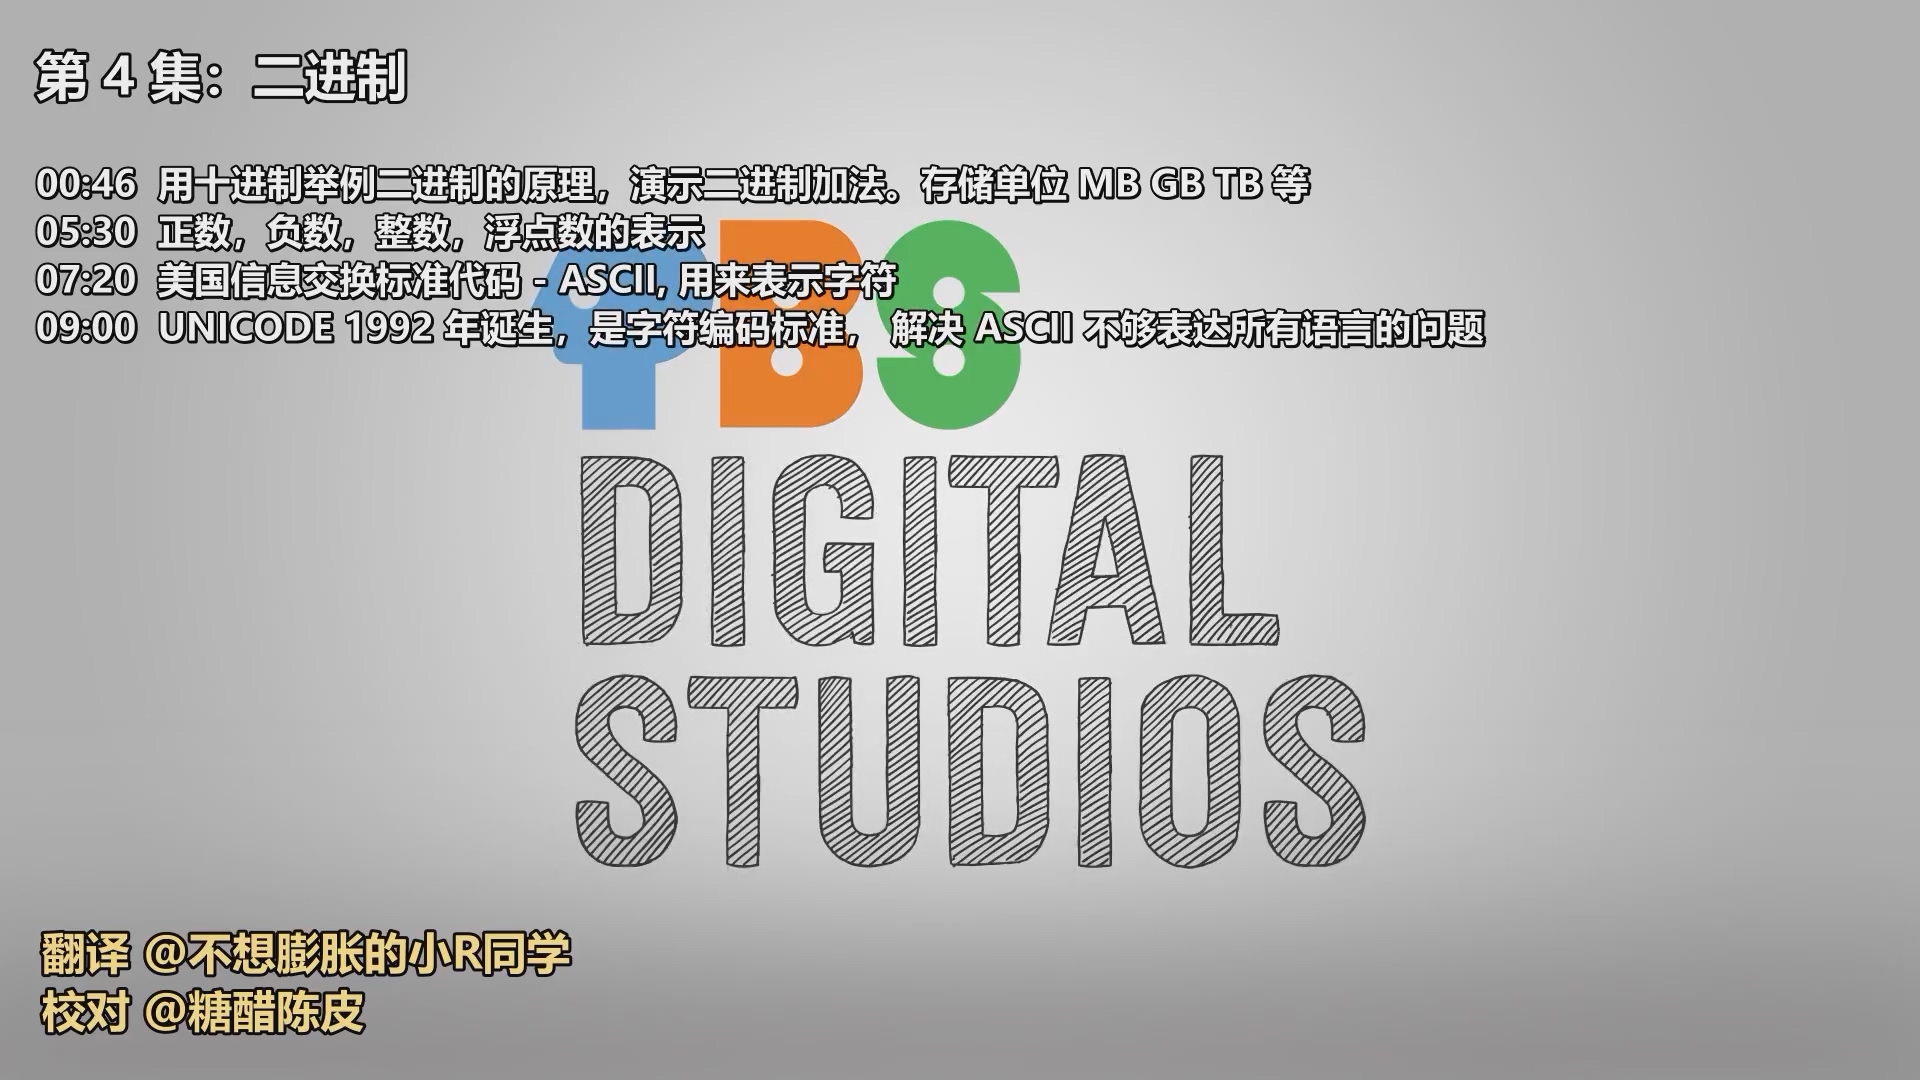 第 4 集：二进制
00:46 用十进制举例二进制的原理，演示二进制加法。存储单位 MB GB TB 等
05:30 正数，负数，整数，浮点数的表示
07:20 美国信息交换标准代码 - ASCII, 用来表示字符
09:00 UNICODE 1992 年诞生，是字符编码标准， 解决 ASCII 不够表达所有语言的问题
PBS
DIGITAL
STUDIOS
翻译 @不想膨胀的小R同学
校对 @糖醋陈皮